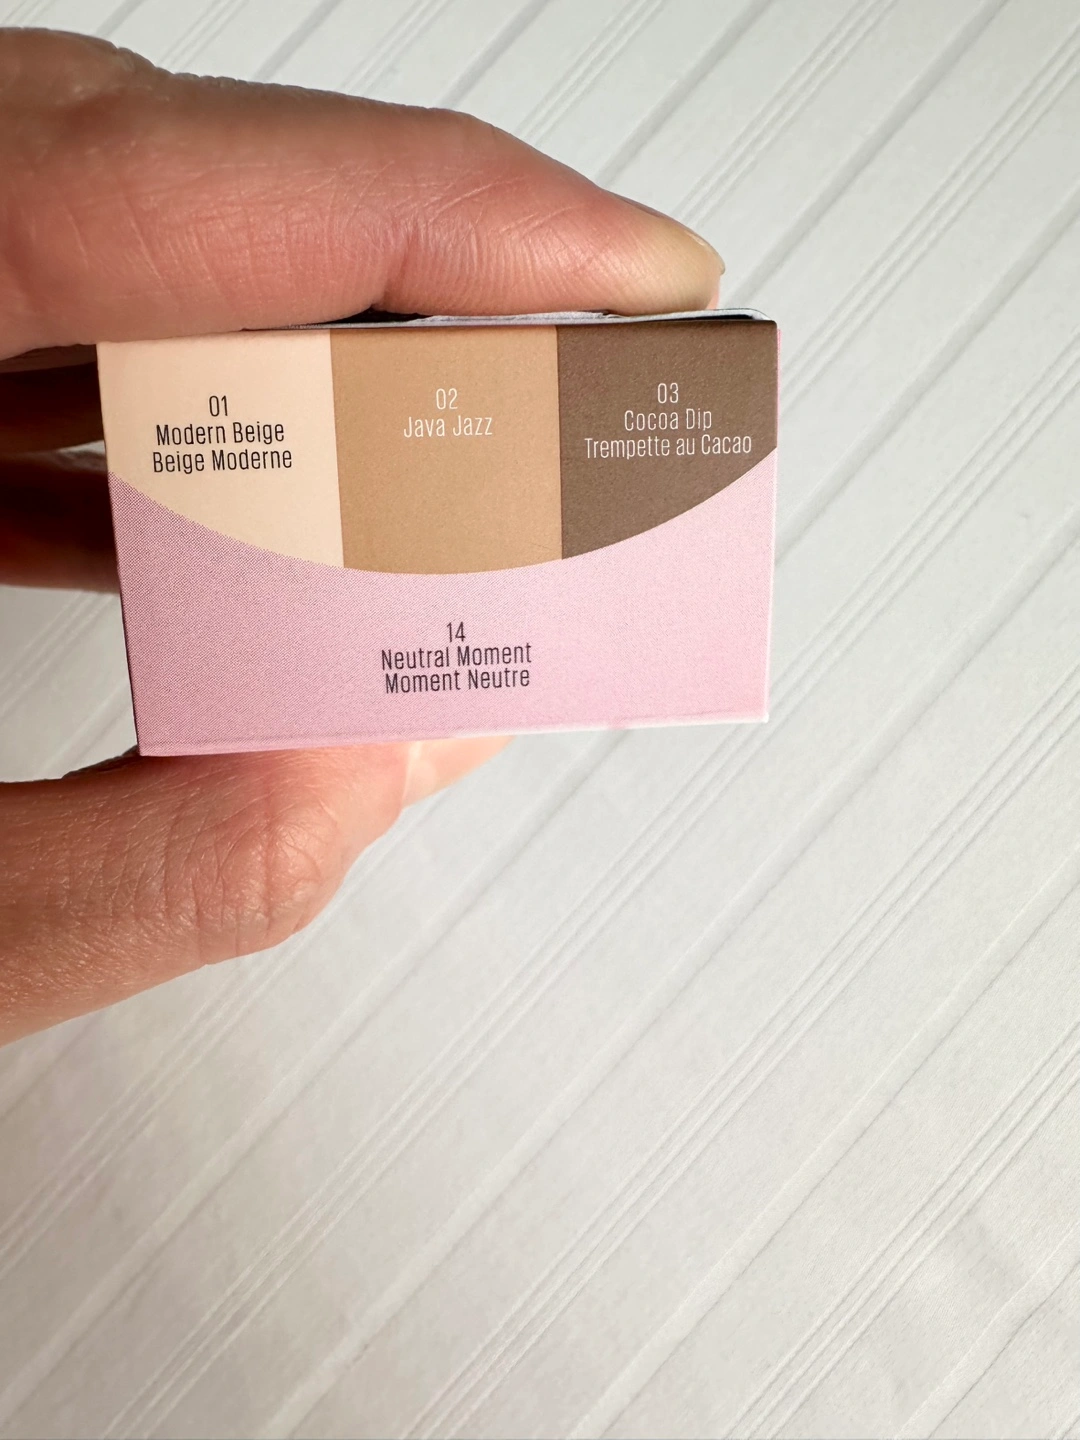 01
Modern Beige
Beige Moderne
02
Java Jazz
03
Cocoa Dip
Trempette au Cacao
14
Neutral Moment
Moment Neutre